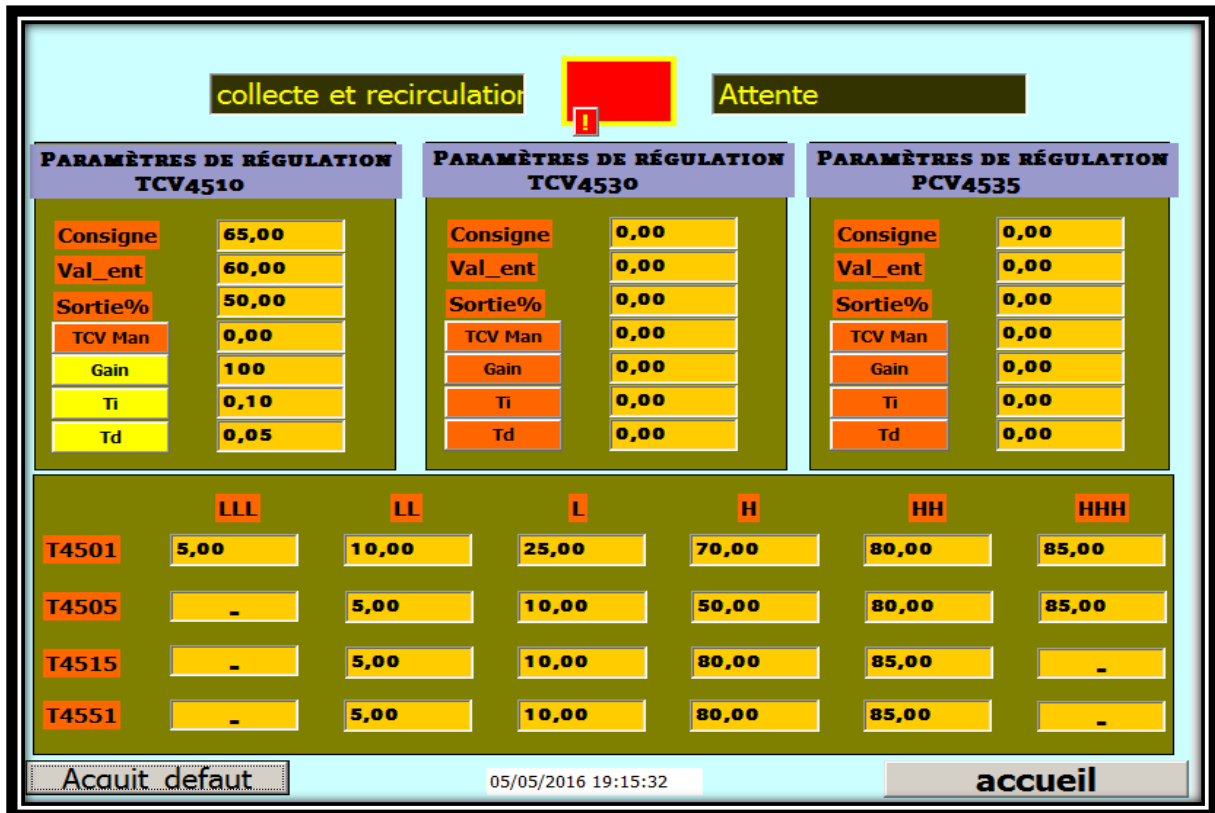 collecte et recirculation
!
Attente
PARAMÈTRES DE RÉGULATION
TCV4510
Consigne 65,00
Val_ent 60,00
Sortie% 50,00
TCV Man 0,00
Gain 100
Ti 0,10
Td 0,05
PARAMÈTRES DE RÉGULATION
TCV4530
Consigne 0,00
Val_ent 0,00
Sortie% 0,00
TCV Man 0,00
Gain 0,00
Ti 0,00
Td 0,00
PARAMÈTRES DE RÉGULATION
PCV4535
Consigne 0,00
Val_ent 0,00
Sortie% 0,00
TCV Man 0,00
Gain 0,00
Ti 0,00
Td 0,00
LLL LL L H HH HHH
T4501 5,00 10,00 25,00 70,00 80,00 85,00
T4505 - 5,00 10,00 50,00 80,00 85,00
T4515 - 5,00 10,00 80,00 85,00 -
T4551 - 5,00 10,00 80,00 85,00 -
Acquit_defaut 05/05/2016 19:15:32 accueil